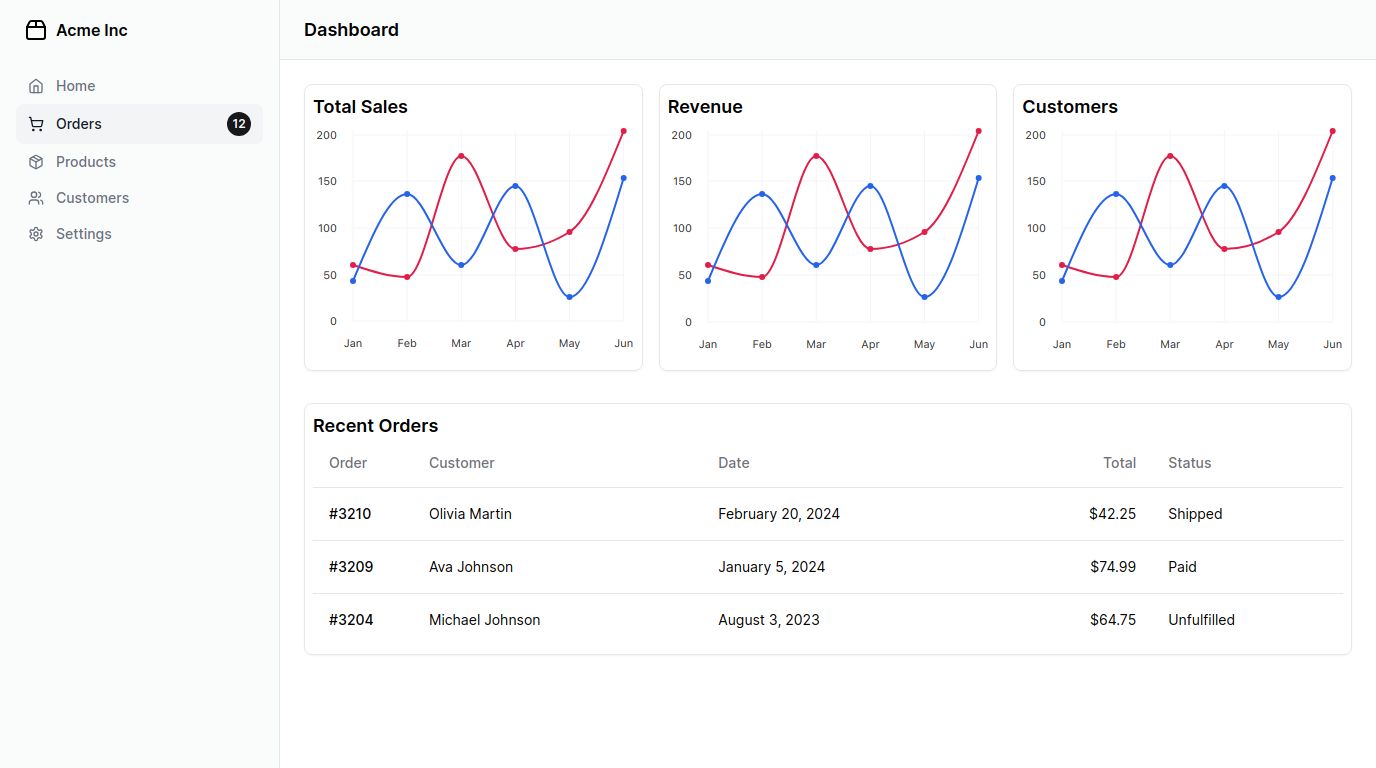 Acme Inc
Dashboard
Home
Orders 12
Products
Customers
Settings
Total Sales
200
150
100
50
0
Jan Feb Mar Apr May Jun
Revenue
200
150
100
50
0
Jan Feb Mar Apr May Jun
Customers
200
150
100
50
0
Jan Feb Mar Apr May Jun
Recent Orders
Order Customer Date Total Status
#3210 Olivia Martin February 20, 2024 $42.25 Shipped
#3209 Ava Johnson January 5, 2024 $74.99 Paid
#3204 Michael Johnson August 3, 2023 $64.75 Unfulfilled